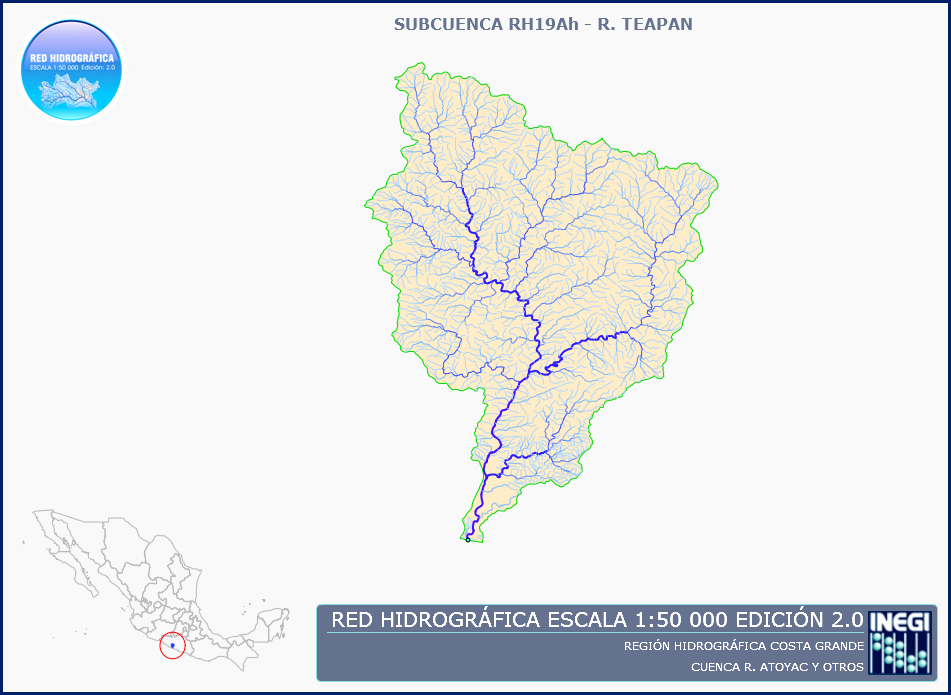 SUBCUENCA RH19Ah - R. TEAPAN
RED HIDROGRÁFICA
ESCALA 1:50 000 Edición: 2.0
RED HIDROGRÁFICA ESCALA 1:50 000 EDICIÓN 2.0
REGIÓN HIDROGRÁFICA COSTA GRANDE
CUENCA R. ATOYAC Y OTROS
INEGI